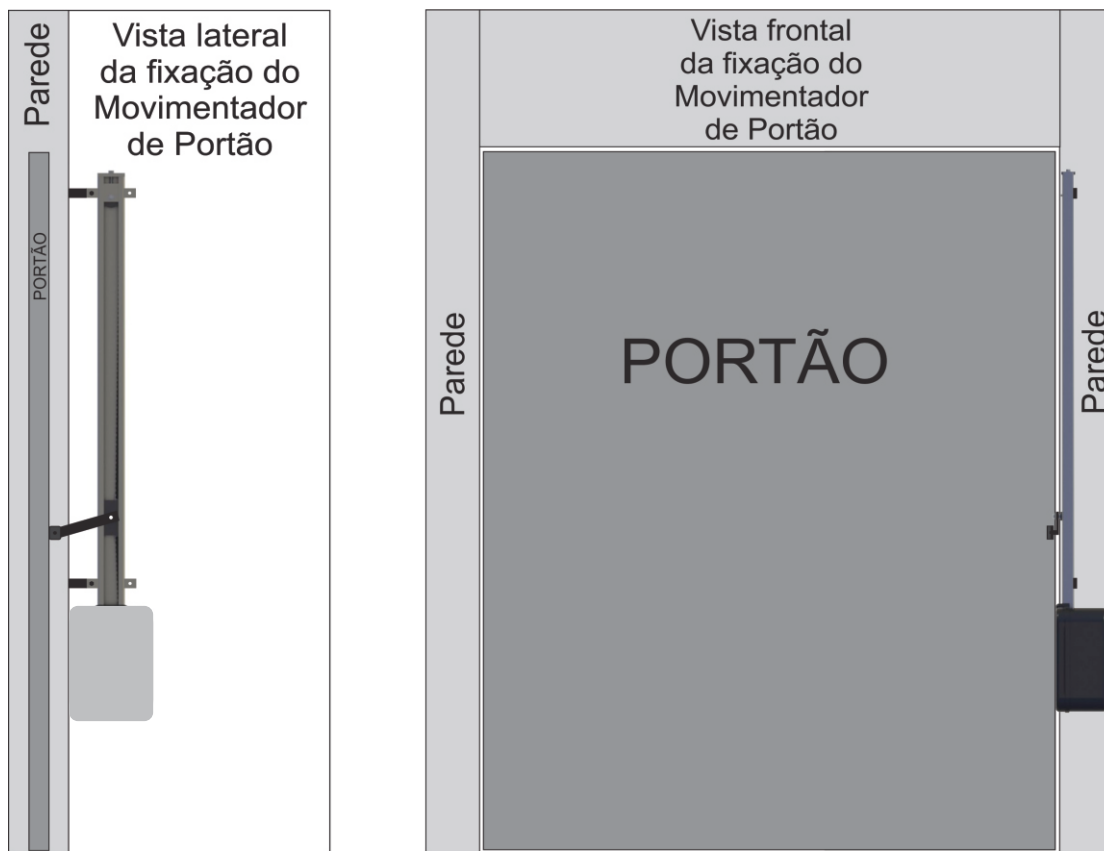 Parede
Vista lateral
da fixação do
Movimentador
de Portão
PORTÃO
Vista frontal
da fixação do
Movimentador
de Portão
PORTÃO
Parede
Parede